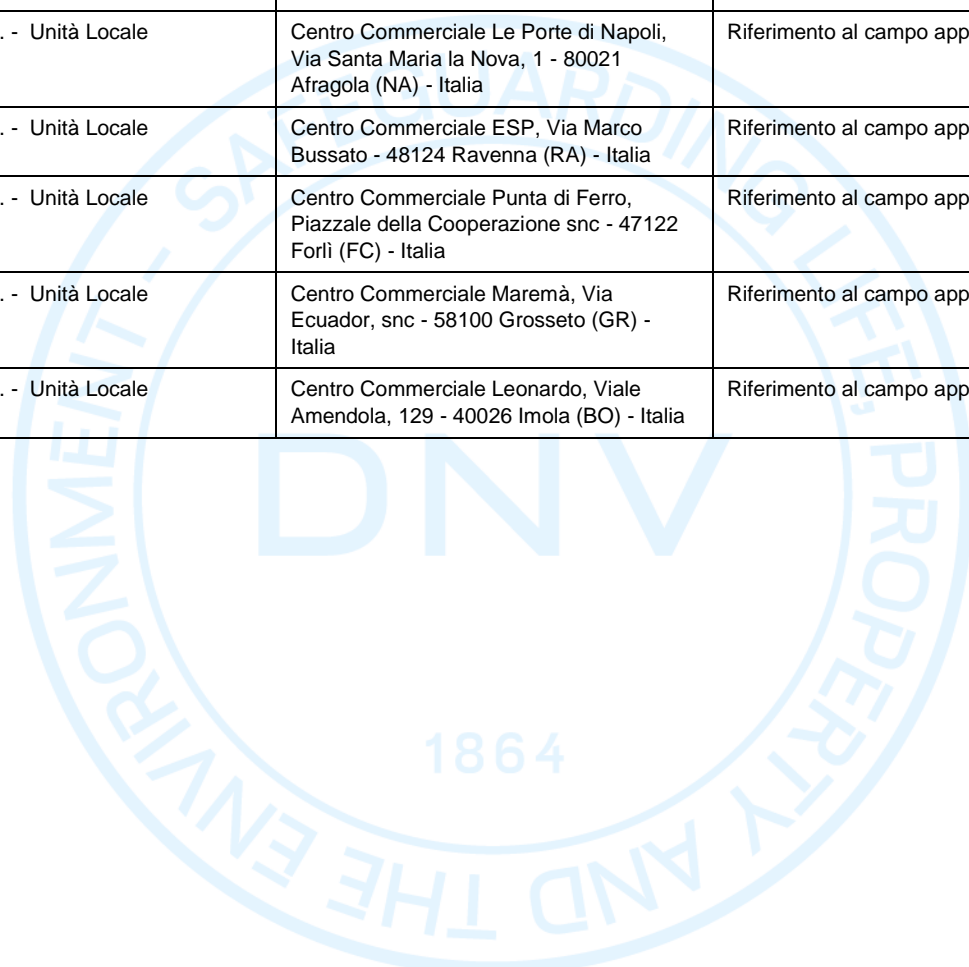 . - Unità Locale
Centro Commerciale Le Porte di Napoli,
Via Santa Maria la Nova, 1 - 80021
Afragola (NA) - Italia
Riferimento al campo app
. - Unità Locale
Centro Commerciale ESP, Via Marco
Bussato - 48124 Ravenna (RA) - Italia
Riferimento al campo app
. - Unità Locale
Centro Commerciale Punta di Ferro,
Piazzale della Cooperazione snc - 47122
Forlì (FC) - Italia
Riferimento al campo app
. - Unità Locale
Centro Commerciale Maremà, Via
Ecuador, snc - 58100 Grosseto (GR) -
Italia
Riferimento al campo app
. - Unità Locale
Centro Commerciale Leonardo, Viale
Amendola, 129 - 40026 Imola (BO) - Italia
Riferimento al campo app
SAFEGUARDING LIFE, PROPERTY AND THE ENVIRONMENT -
DNV
1864